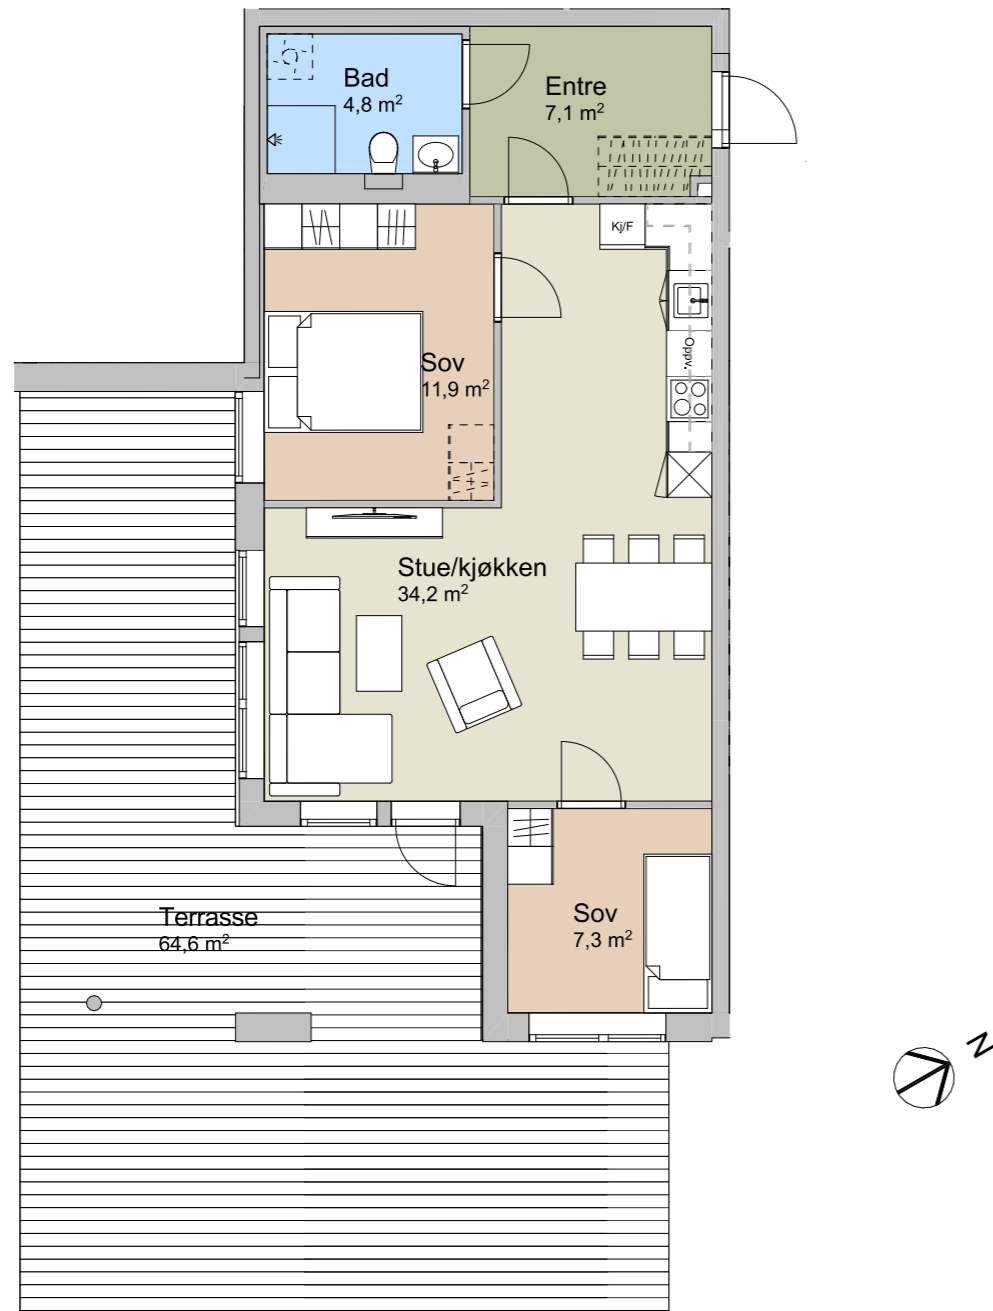 Bad
4,8 m²
Entre
7,1 m²
Kj/F
Oppv.
Sov
11,9 m²
Stue/kjøkken
34,2 m²
Sov
7,3 m²
Terrasse
64,6 m²
N